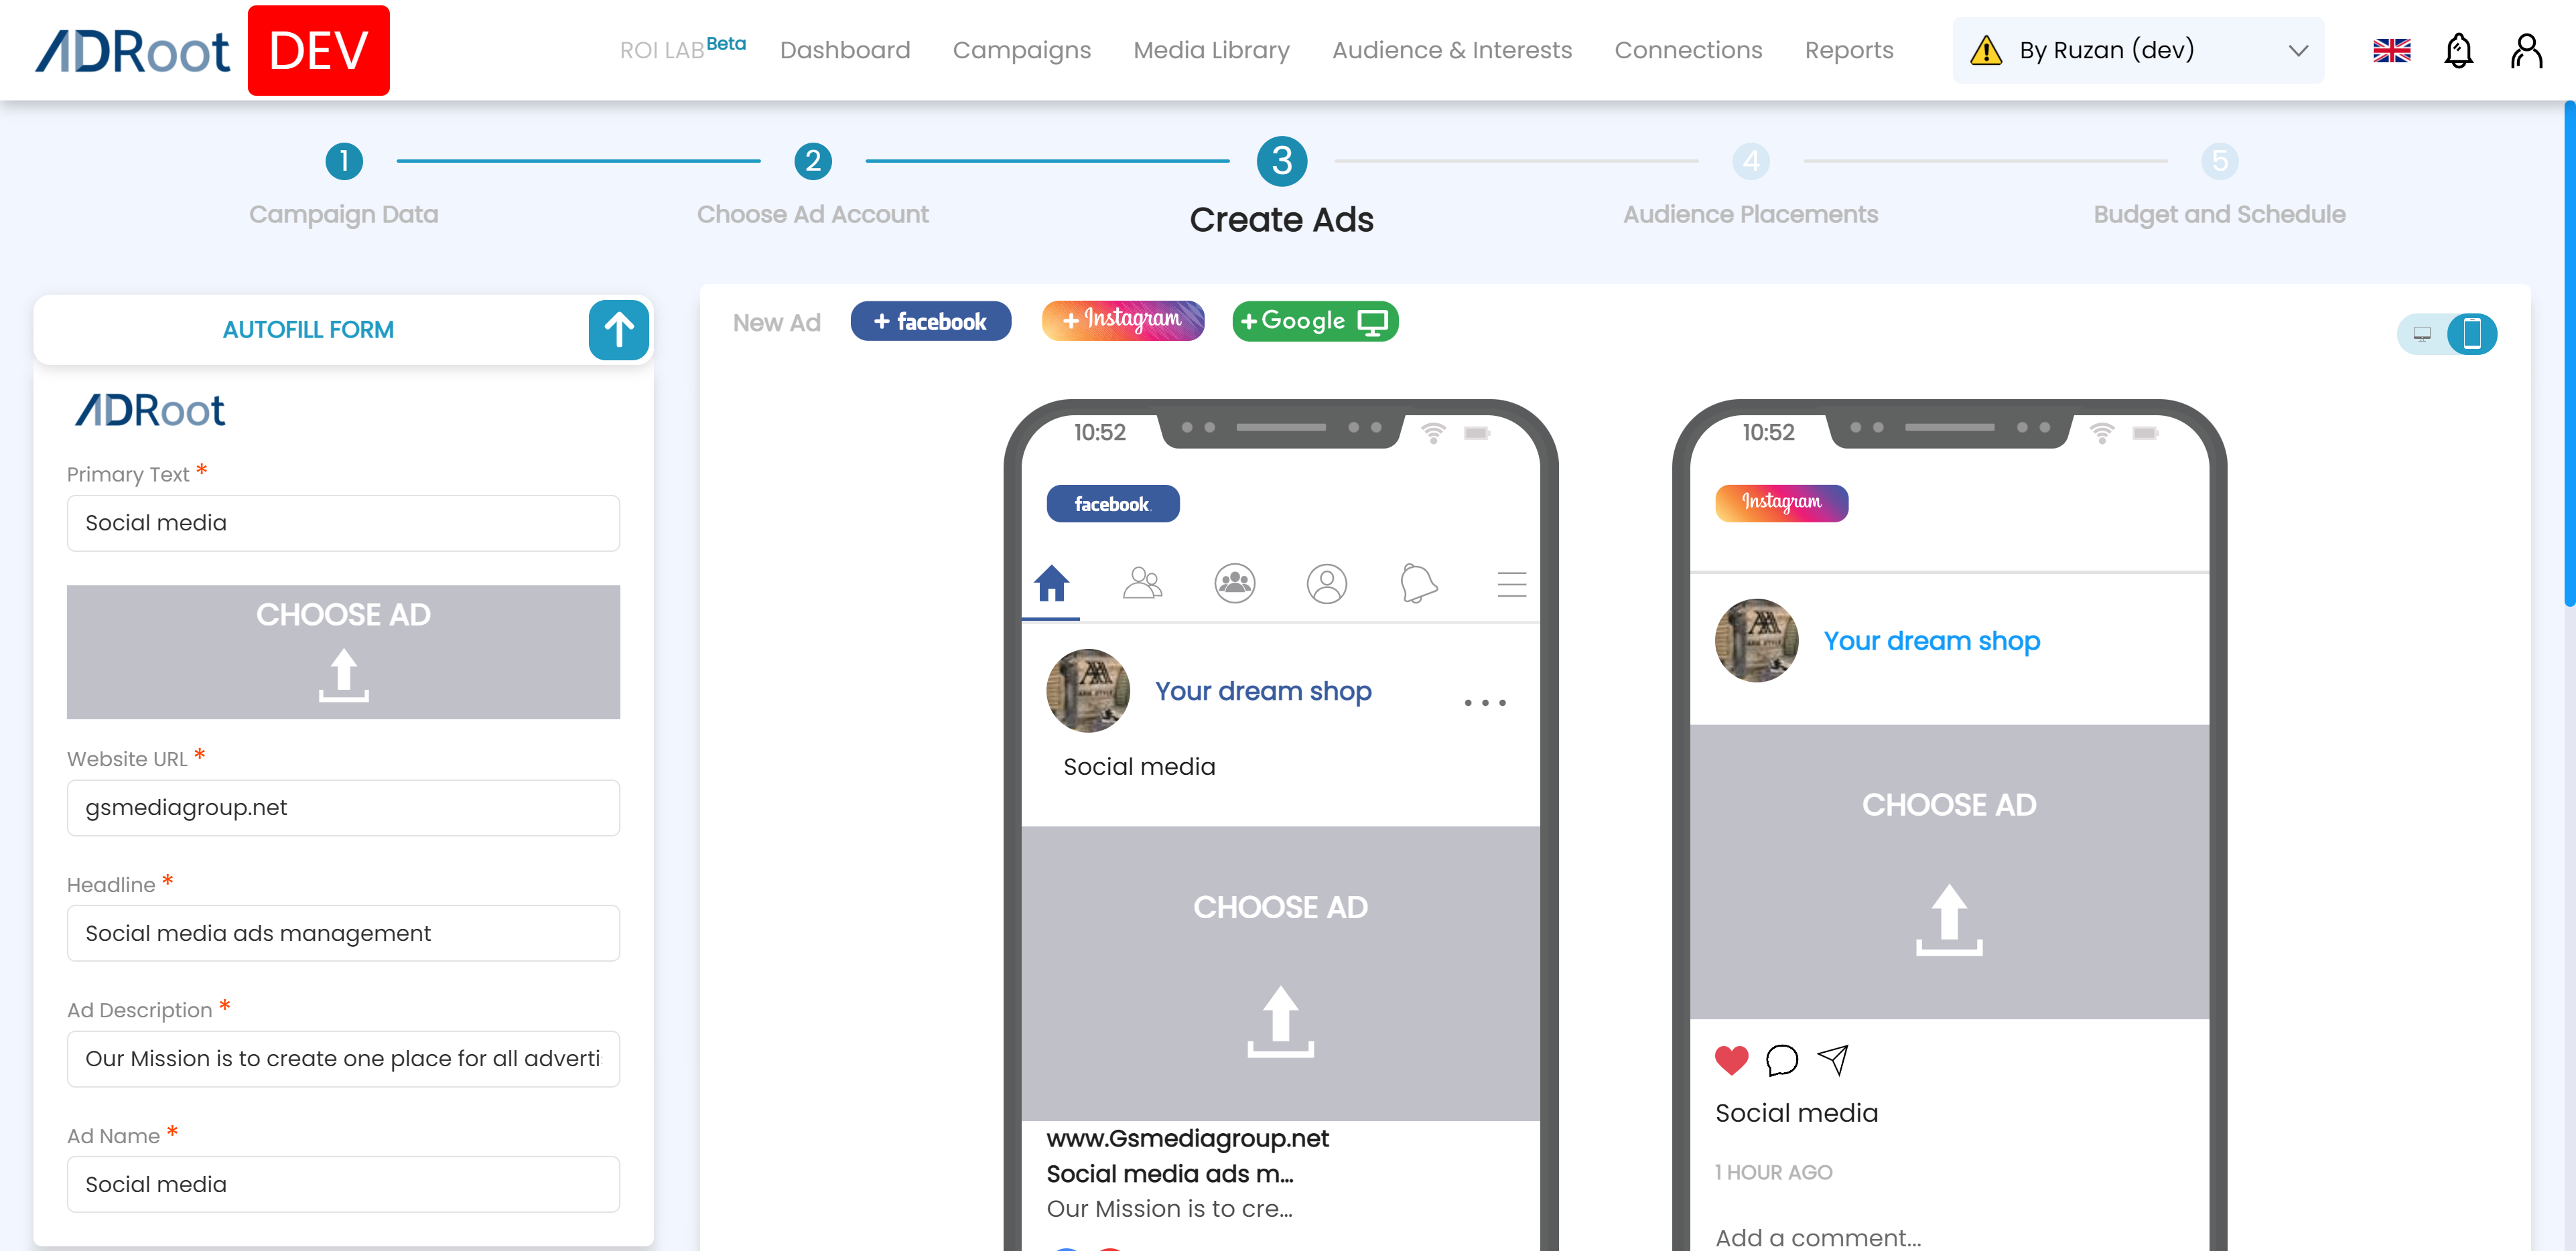 ADRoot DEV
ROI LAB Beta
Dashboard
Campaigns
Media Library
Audience & Interests
Connections
Reports
By Ruzan (dev)
1
2
3
4
5
Campaign Data
Choose Ad Account
Create Ads
Audience Placements
Budget and Schedule
AUTOFILL FORM
ADRoot
Primary Text *
Social media
CHOOSE AD
Website URL *
gsmediagroup.net
Headline *
Social media ads management
Ad Description *
Our Mission is to create one place for all adverti
Ad Name *
Social media
New Ad
+ facebook
+ Instagram
+ Google
10:52
facebook
Your dream shop
Social media
CHOOSE AD
www.Gsmediagroup.net
Social media ads m...
Our Mission is to cre...
10:52
Instagram
Your dream shop
CHOOSE AD
Social media
1 HOUR AGO
Add a comment...